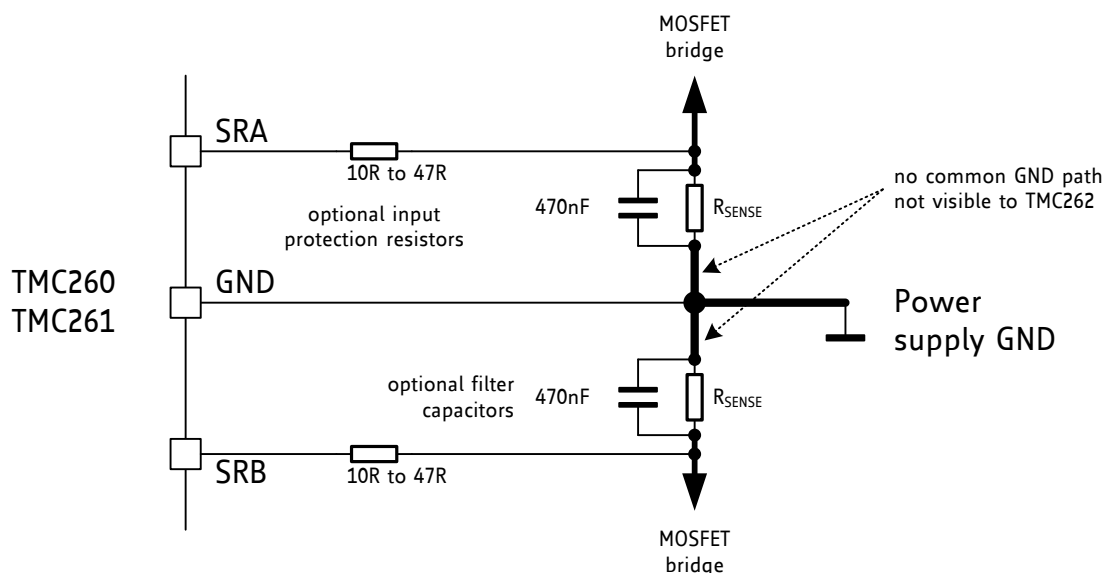 MOSFET
bridge
SRA
10R to 47R
optional input
protection resistors
470nF
RSENSE
no common GND path
not visible to TMC262
TMC260
TMC261
GND
Power
supply GND
optional filter
capacitors
470nF
RSENSE
SRB
10R to 47R
MOSFET
bridge